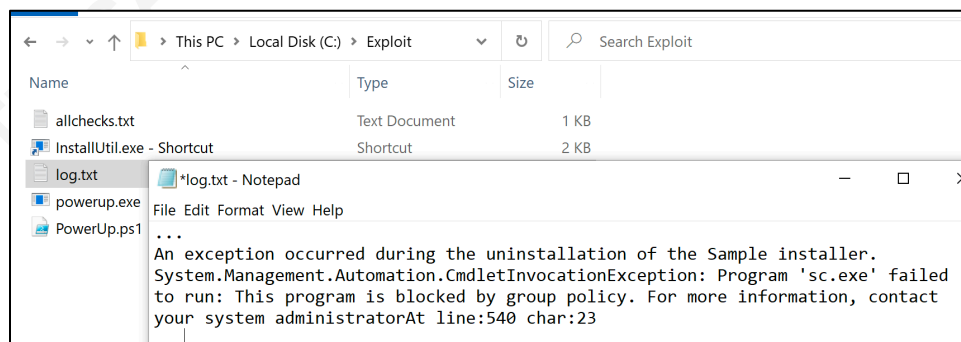 This PC > Local Disk (C:) > Exploit
Search Exploit
Name Type Size
allchecks.txt Text Document 1 KB
InstallUtil.exe - Shortcut Shortcut 2 KB
log.txt
powerup.exe
PowerUp.ps1
*log.txt - Notepad
File Edit Format View Help
...
An exception occurred during the uninstallation of the Sample installer.
System.Management.Automation.CmdletInvocationException: Program 'sc.exe' failed
to run: This program is blocked by group policy. For more information, contact
your system administratorAt line:540 char:23